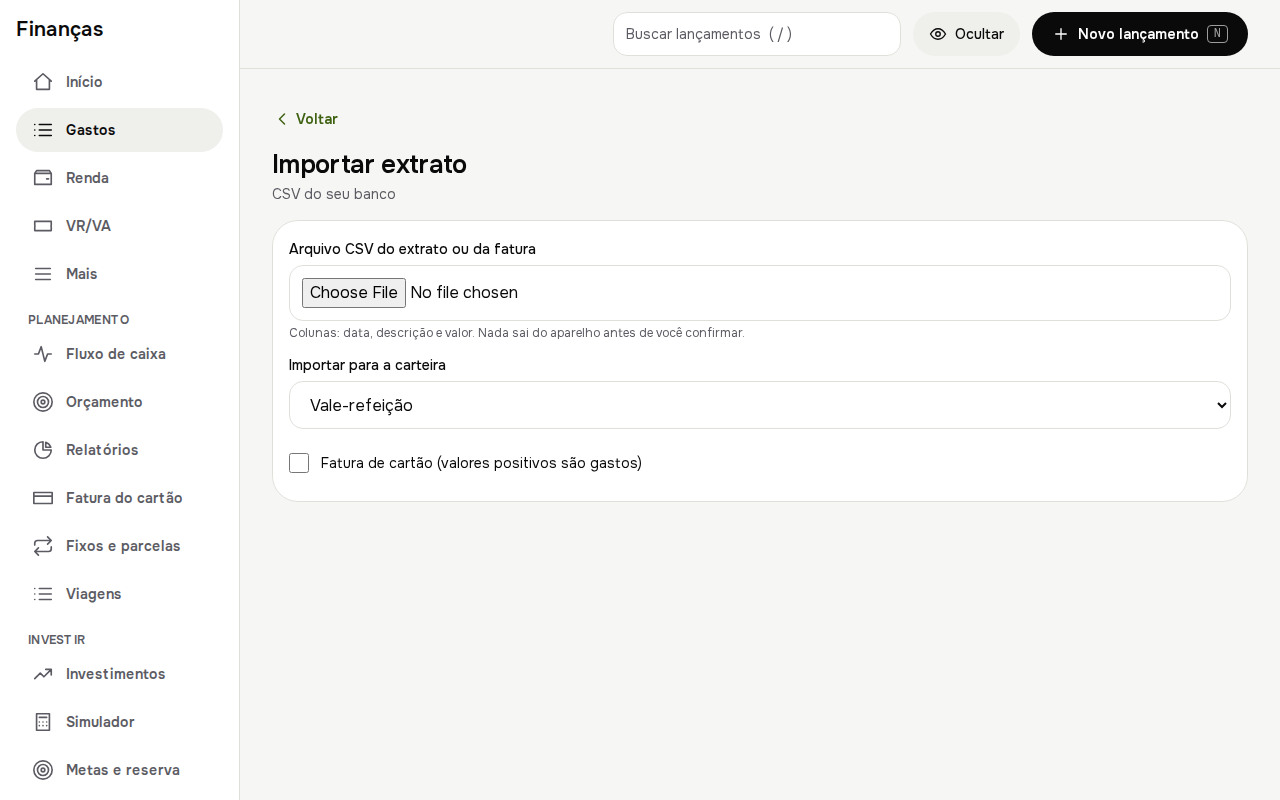 Finanças
Buscar lançamentos ( / )
Ocultar
Novo lançamento N
Início
Gastos
Renda
VR/VA
Mais
PLANEJAMENTO
Fluxo de caixa
Orçamento
Relatórios
Fatura do cartão
Fixos e parcelas
Viagens
INVESTIR
Investimentos
Simulador
Metas e reserva
Voltar
Importar extrato
CSV do seu banco
Arquivo CSV do extrato ou da fatura
Choose File No file chosen
Colunas: data, descrição e valor. Nada sai do aparelho antes de você confirmar.
Importar para a carteira
Vale-refeição
Fatura de cartão (valores positivos são gastos)